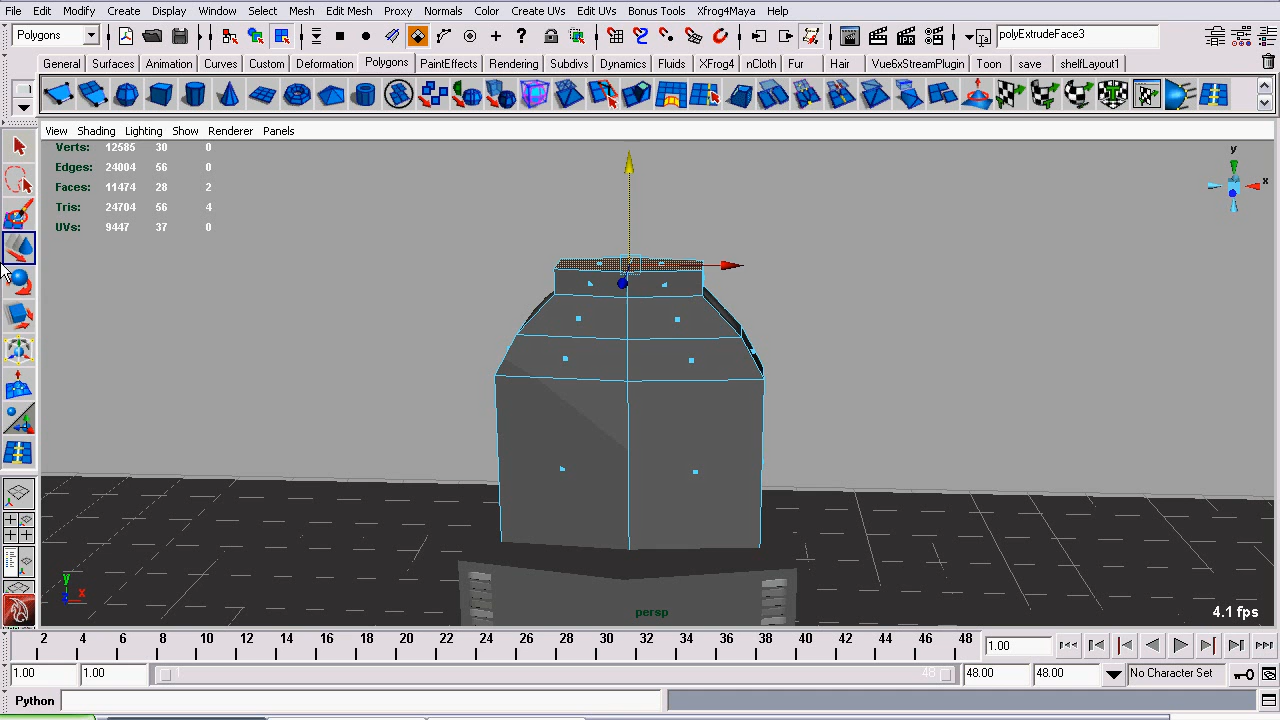 File Edit Modify Create Display Window Select Mesh Edit Mesh Proxy Normals Color Create UVs Edit UVs Bonus Tools Xfrog4Maya Help
Polygons polyExtrudeFace3
General Surfaces Animation Curves Custom Deformation Polygons PaintEffects Rendering Subdivs Dynamics Fluids XFrog4 nCloth Fur Hair Vue6xStreamPlugin Toon save shelfLayout1
View Shading Lighting Show Renderer Panels
Verts: 12585 30 0
Edges: 24004 56 0
Faces: 11474 28 2
Tris: 24704 56 4
UVs: 9447 37 0
y
x
y
x
persp
4.1 fps
2 4 6 8 10 12 14 16 18 20 22 24 26 28 30 32 34 36 38 40 42 44 46 48 1.00
1.00 1.00 1 48 48.00 48.00 No Character Set
Python